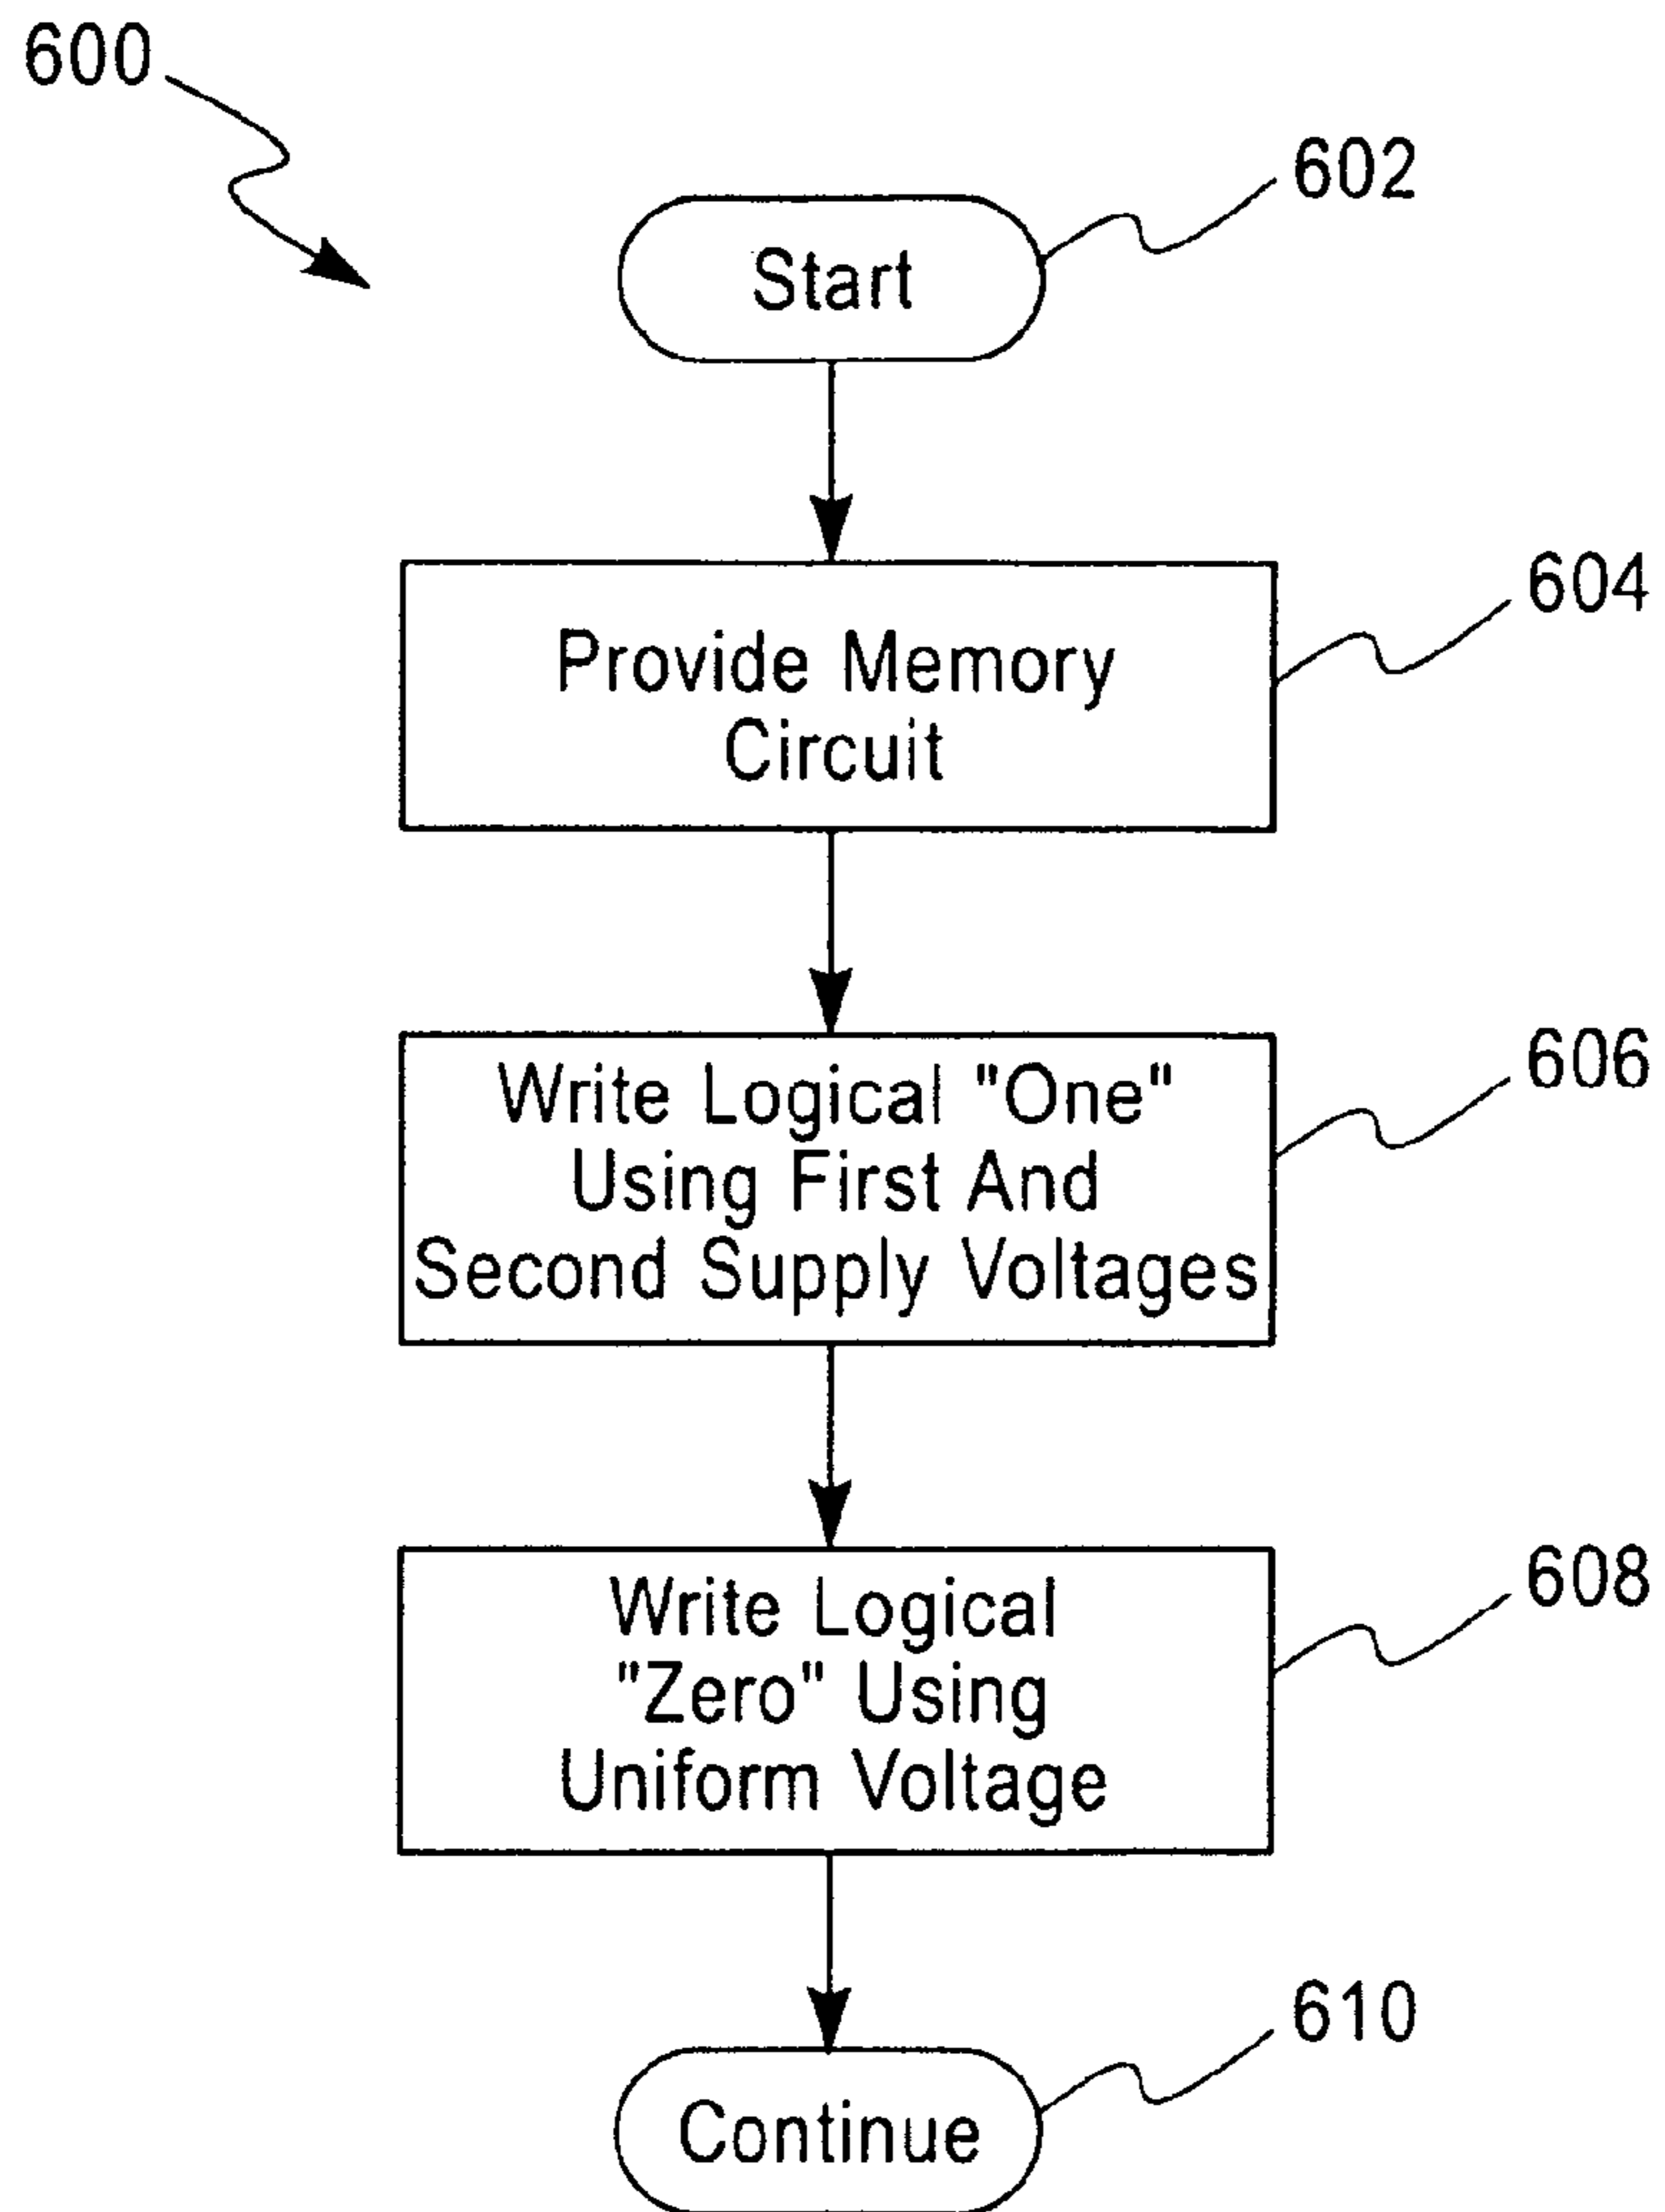 600
602
Start
604
Provide Memory
Circuit
606
Write Logical "One"
Using First And
Second Supply Voltages
608
Write Logical
"Zero" Using
Uniform Voltage
610
Continue